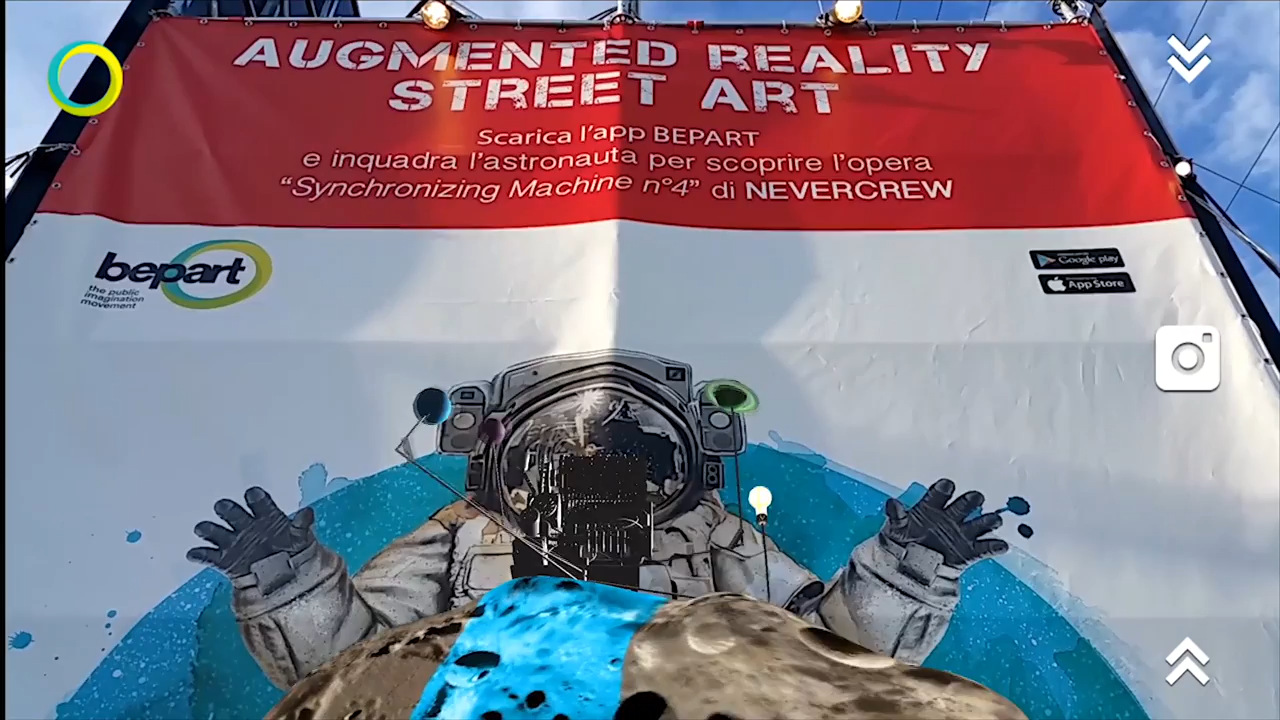 AUGMENTED REALITY
STREET ART
Scarica l'app BEPART
e inquadra l'astronauta per scoprire l'opera
"Synchronizing Machine n°4" di NEVERCREW
bepart
the public
imagination
movement
Google play
App Store